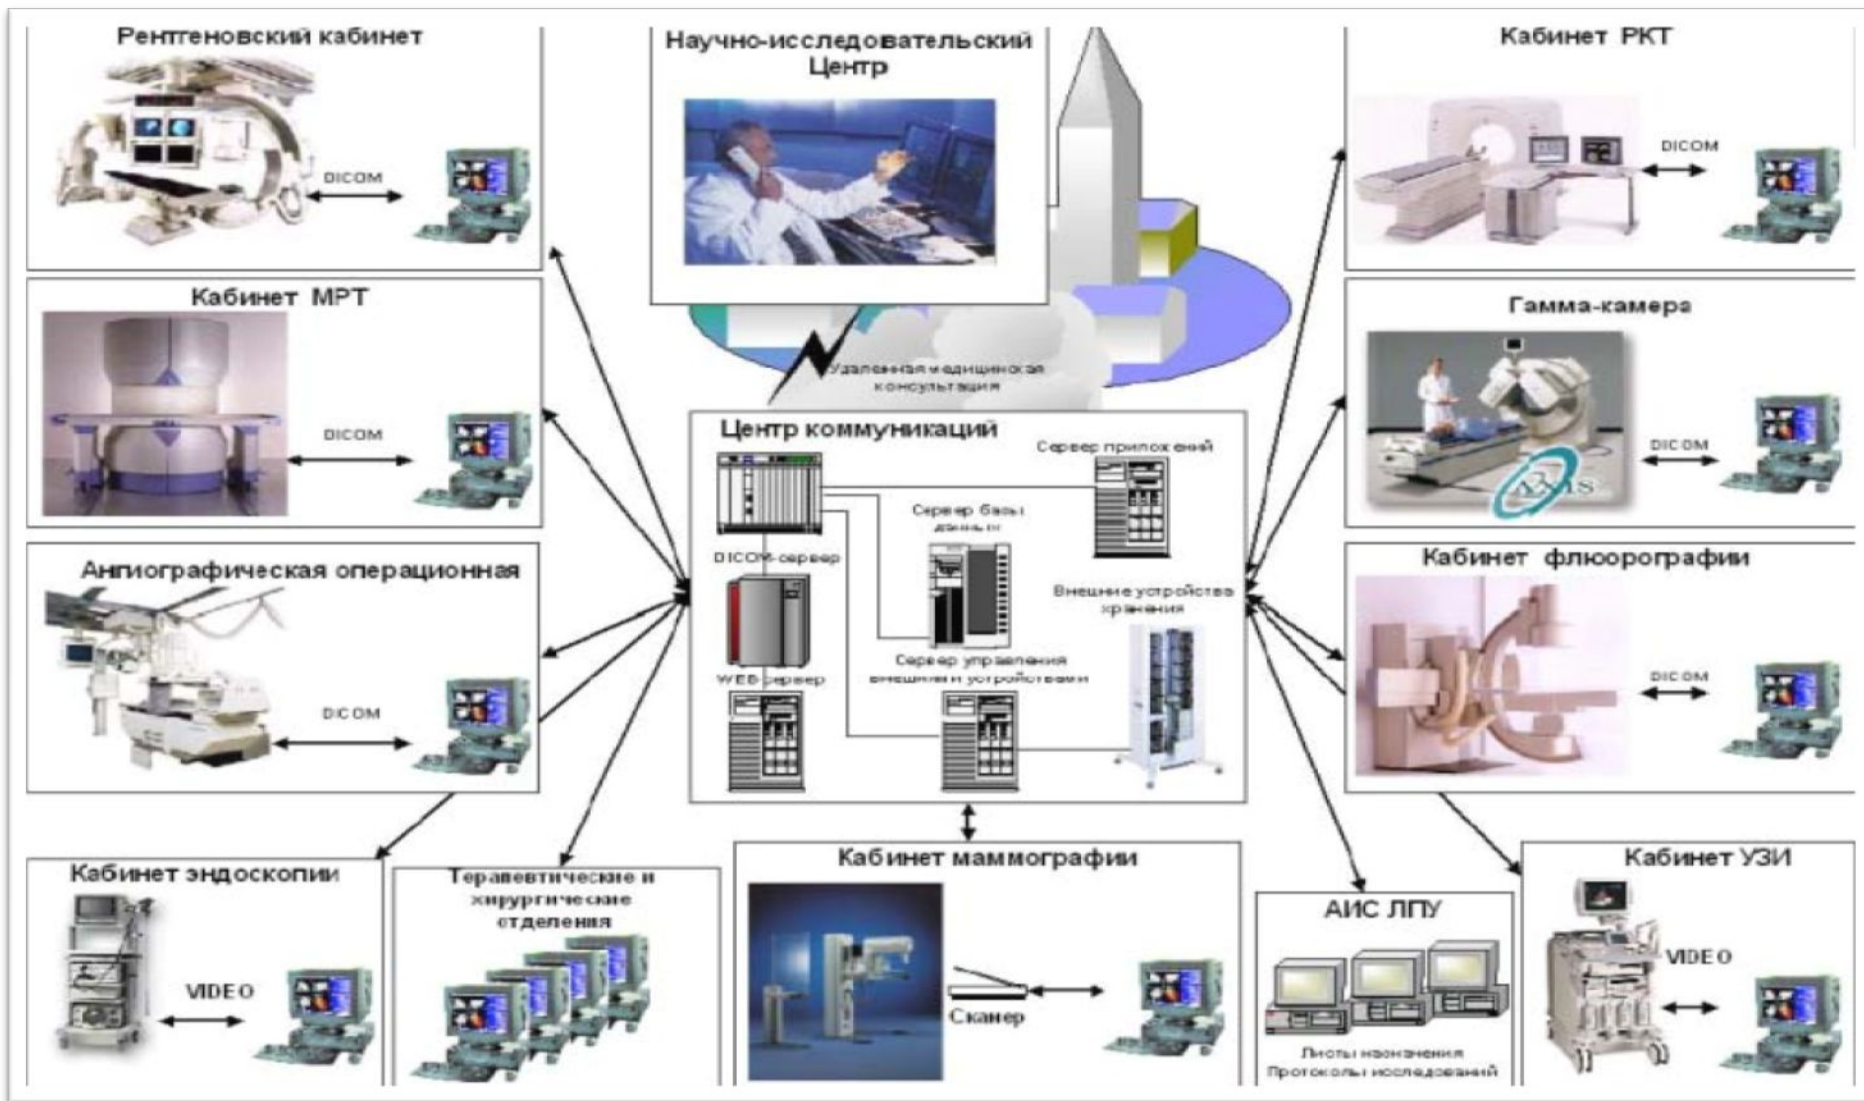 Рентгеновский кабинет
DICOM
Научно-исследовательский
Центр
Кабинет РКТ
DICOM
Кабинет МРТ
DICOM
Удаленная медицинская
консультация
Гамма-камера
DICOM
Центр коммуникаций
Сервер приложений
Сервер базы
данных
DICOM-сервер
Внешние устройства
хранения
WEB-сервер
Сервер управления
внешними устройствами
Ангиографическая операционная
DICOM
Кабинет флюорографии
DICOM
Кабинет эндоскопии
VIDEO
Терапевтические и
хирургические
отделения
Кабинет маммографии
Сканер
АИС ЛПУ
Листы назначения
Протоколы исследований
Кабинет УЗИ
VIDEO